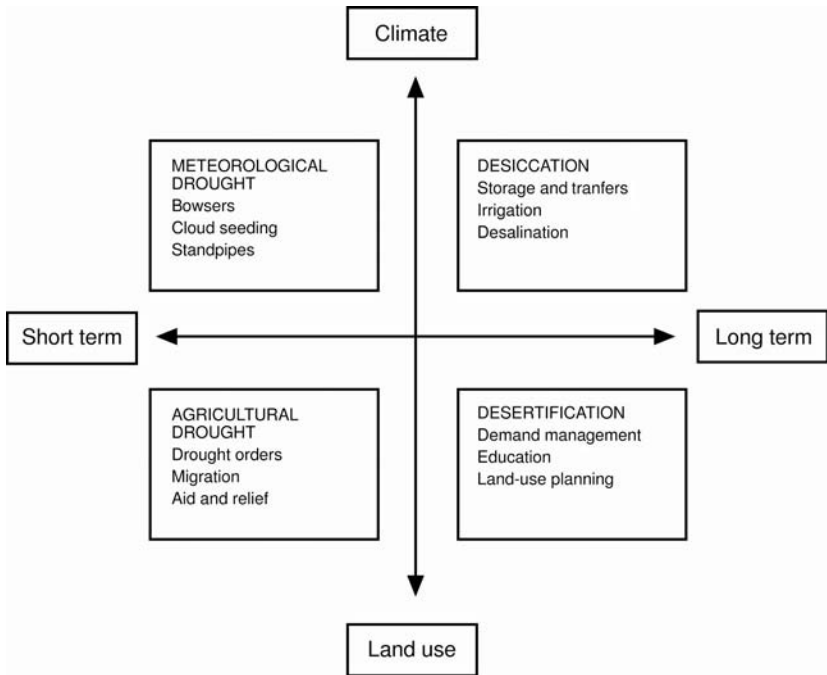 Climate
METEOROLOGICAL
DROUGHT
Bowsers
Cloud seeding
Standpipes
DESICCATION
Storage and tranfers
Irrigation
Desalination
Short term
Long term
AGRICULTURAL
DROUGHT
Drought orders
Migration
Aid and relief
DESERTIFICATION
Demand management
Education
Land-use planning
Land use